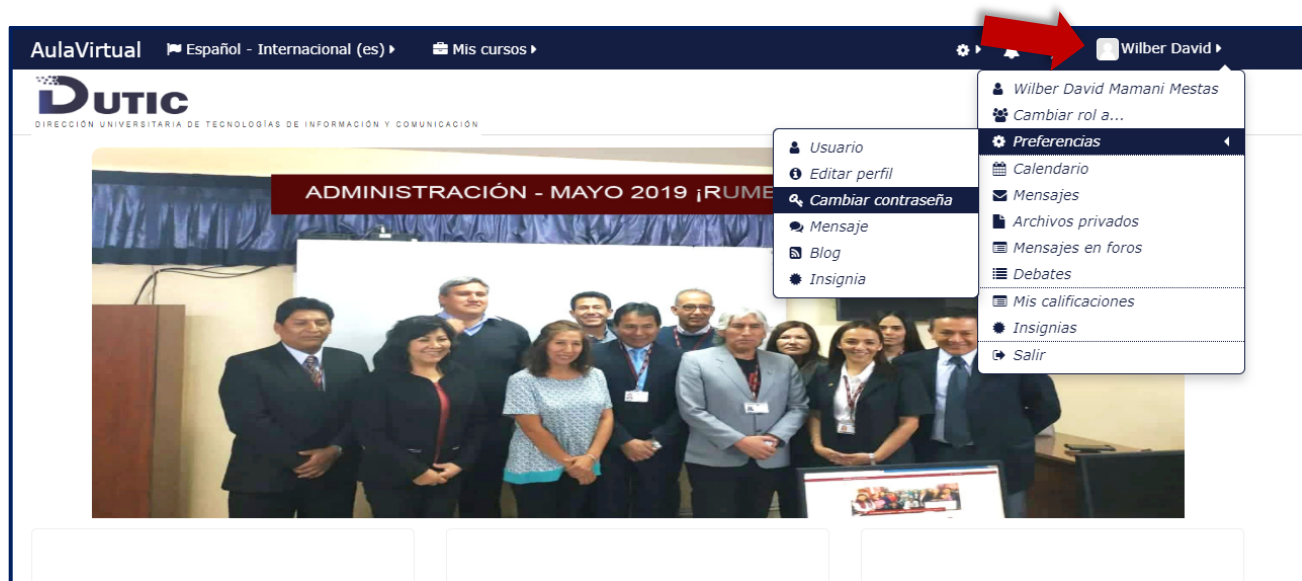 AulaVirtual Español - Internacional (es) Mis cursos Wilber David
DUTIC
DIRECCIÓN UNIVERSITARIA DE TECNOLOGÍAS DE INFORMACIÓN Y COMUNICACIÓN
Wilber David Mamani Mestas
Cambiar rol a...
Preferencias
Calendario
Mensajes
Archivos privados
Mensajes en foros
Debates
Mis calificaciones
Insignias
Salir
Usuario
Editar perfil
Cambiar contraseña
Mensaje
Blog
Insignia
ADMINISTRACIÓN - MAYO 2019 ¡RUME